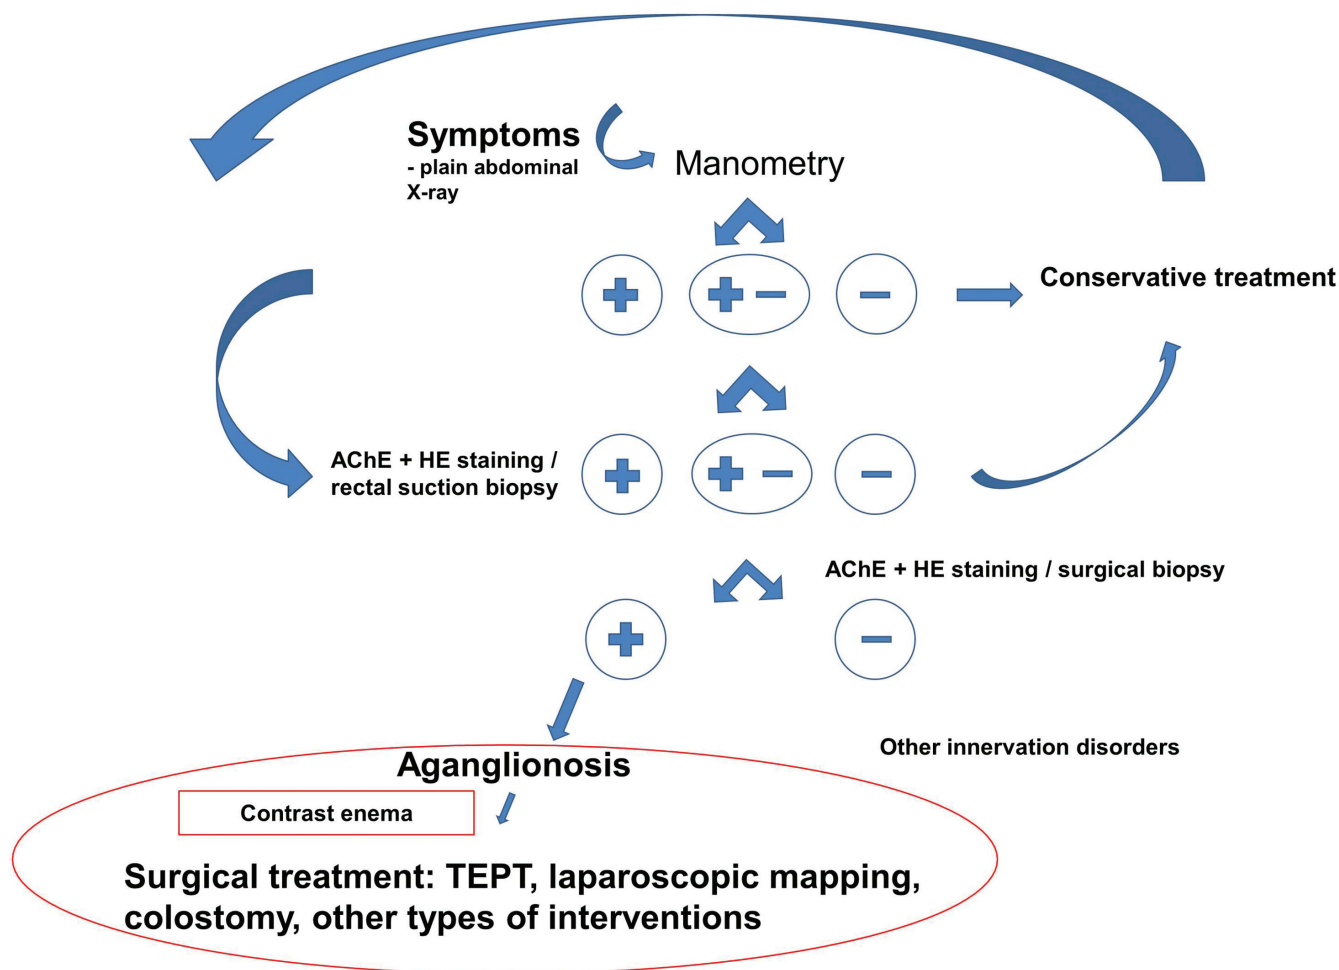 Symptoms
- plain abdominal
X-ray
Manometry
Conservative treatment
AChE + HE staining /
rectal suction biopsy
AChE + HE staining / surgical biopsy
Other innervation disorders
Aganglionosis
Contrast enema
Surgical treatment: TEPT, laparoscopic mapping,
colostomy, other types of interventions